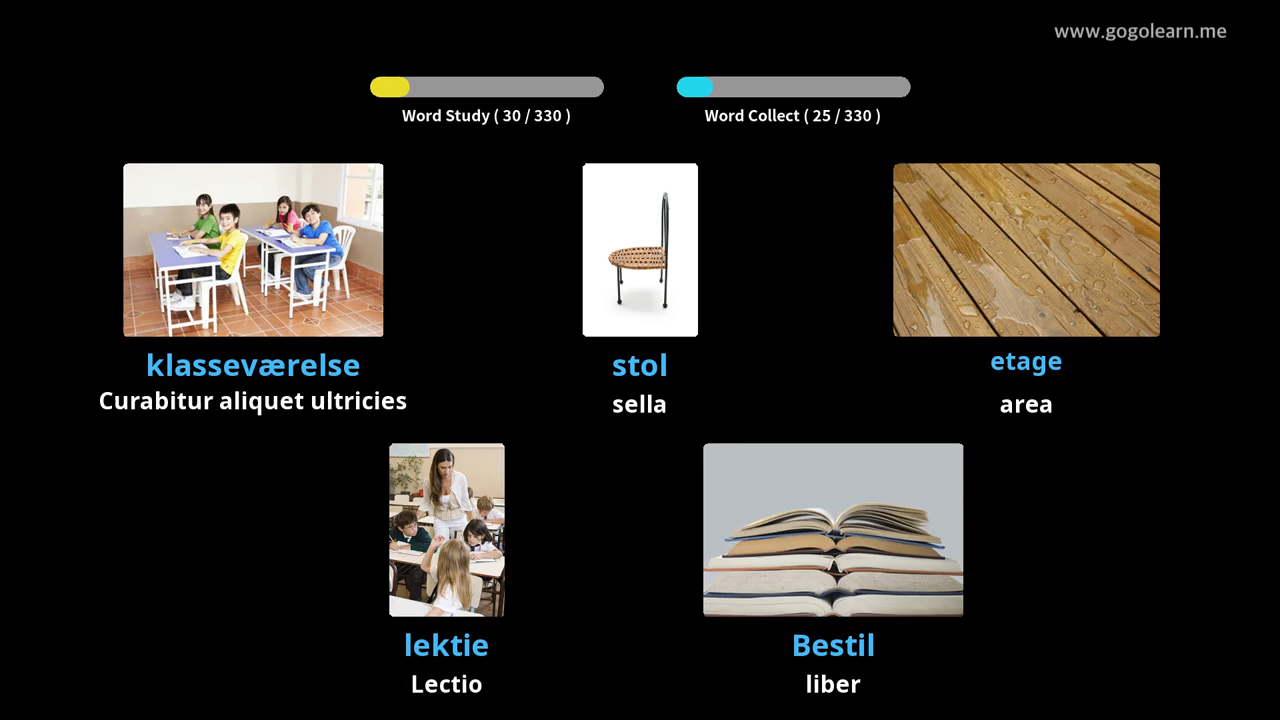 www.gogolearn.me
Word Study ( 30 / 330 )
Word Collect ( 25 / 330 )
klasseværelse
Curabitur aliquet ultricies
stol
sella
etage
area
lektie
Lectio
Bestil
liber